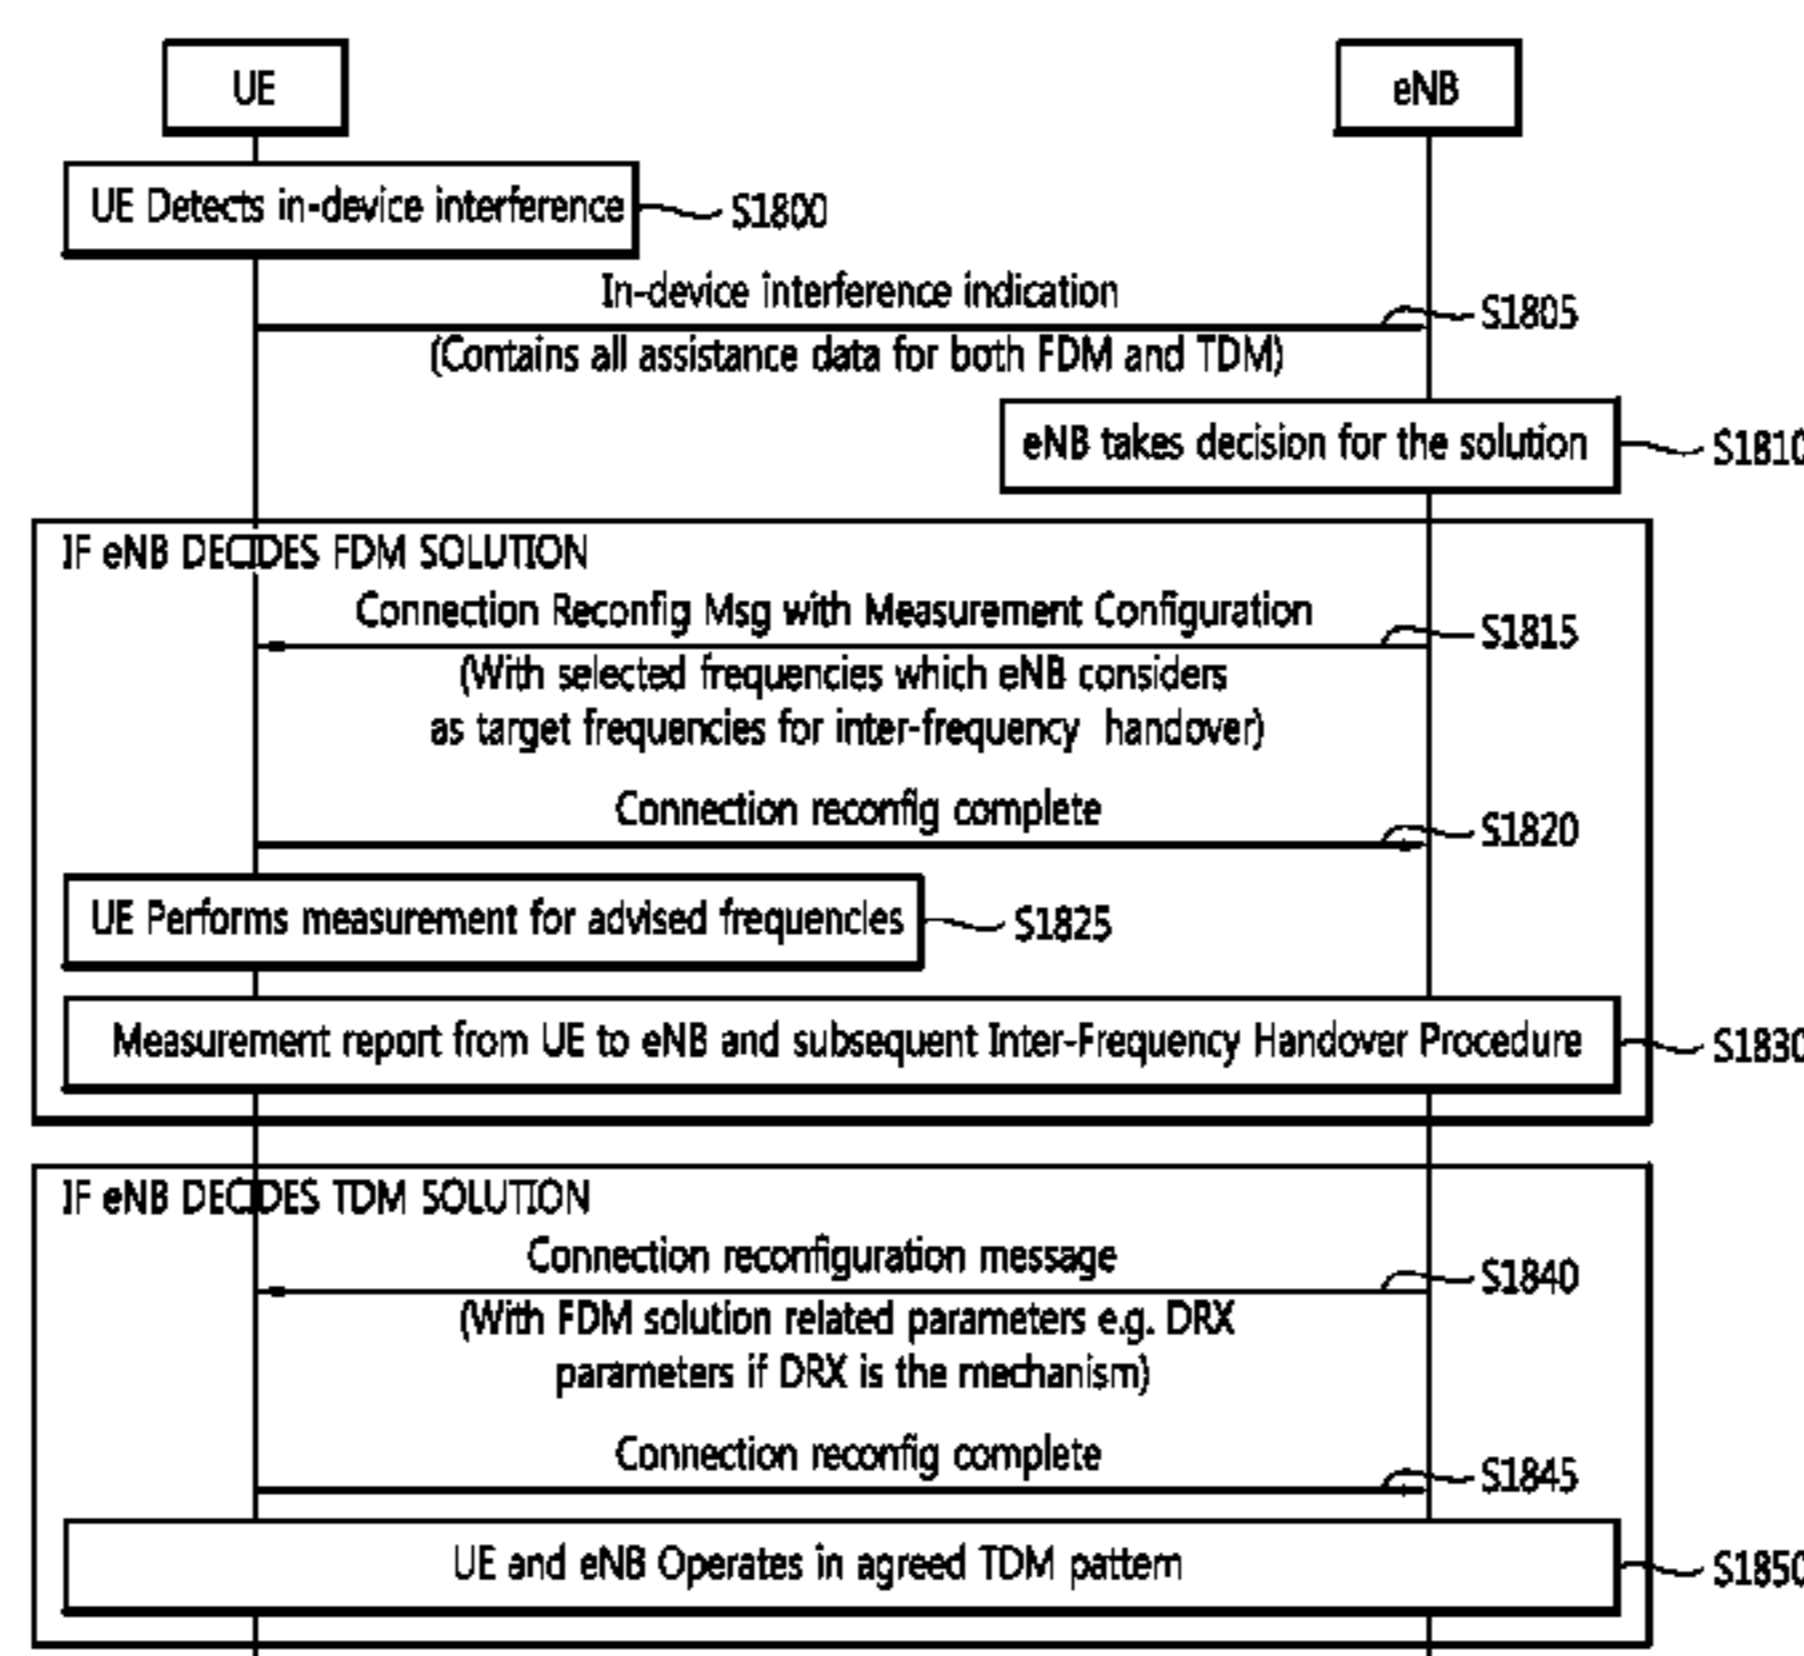 UE
eNB
UE Detects in-device interference
S1800
In-device interference indication
S1805
(Contains all assistance data for both FDM and TDM)
eNB takes decision for the solution
S1810
IF eNB DECIDES FDM SOLUTION
Connection Reconfig Msg with Measurement Configuration
S1815
(With selected frequencies which eNB considers
as target frequencies for inter-frequency handover)
Connection reconfig complete
S1820
UE Performs measurement for advised frequencies
S1825
Measurement report from UE to eNB and subsequent Inter-Frequency Handover Procedure
S1830
IF eNB DECIDES TDM SOLUTION
Connection reconfiguration message
S1840
(With FDM solution related parameters e.g. DRX
parameters if DRX is the mechanism)
Connection reconfig complete
S1845
UE and eNB Operates in agreed TDM pattern
S1850